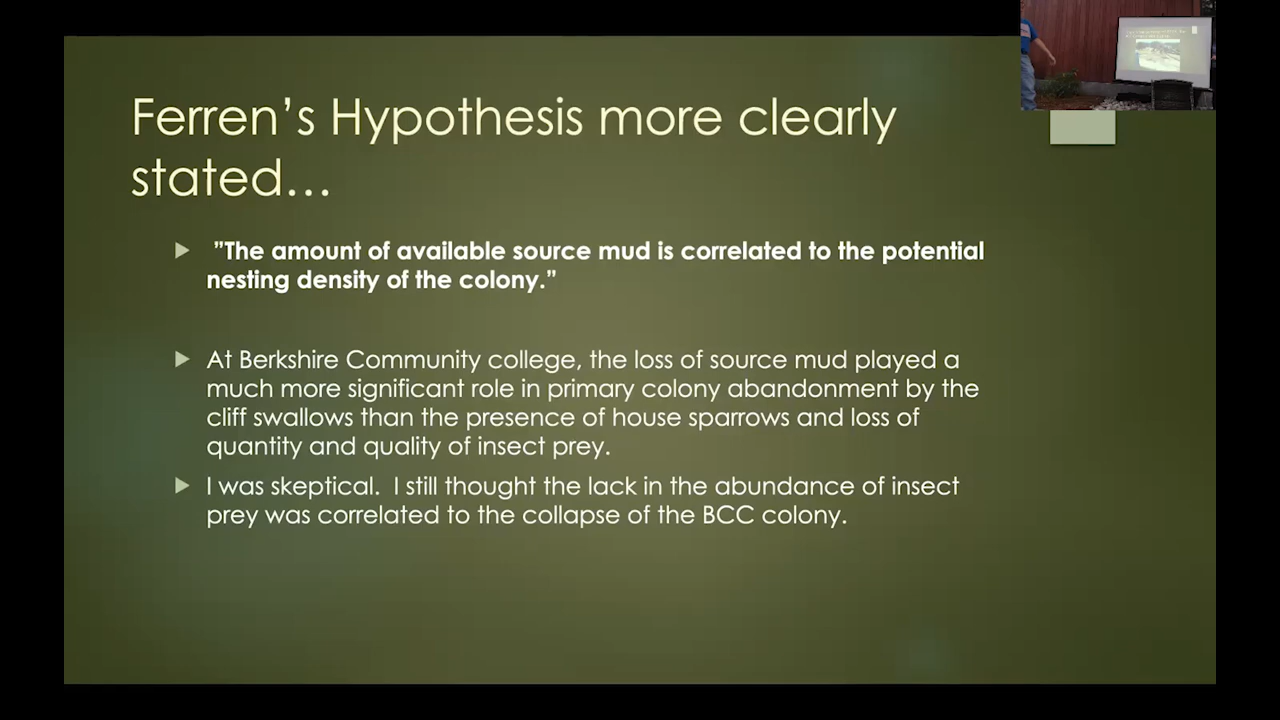 Ferren’s Hypothesis more clearly
stated…
”The amount of available source mud is correlated to the potential
nesting density of the colony.”
At Berkshire Community college, the loss of source mud played a
much more significant role in primary colony abandonment by the
cliff swallows than the presence of house sparrows and loss of
quantity and quality of insect prey.
I was skeptical.  I still thought the lack in the abundance of insect
prey was correlated to the collapse of the BCC colony.